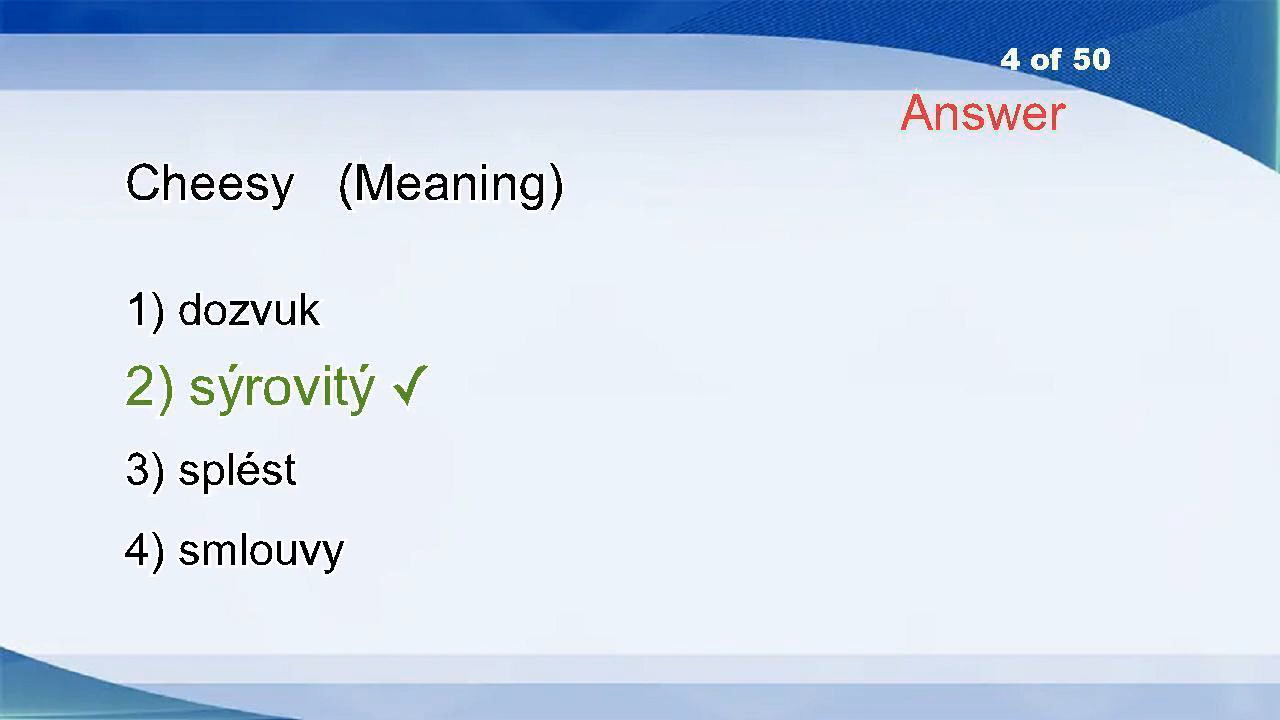 4 of 50
Answer
Cheesy (Meaning)
1) dozvuk
2) sýrovitý ✓
3) splést
4) smlouvy